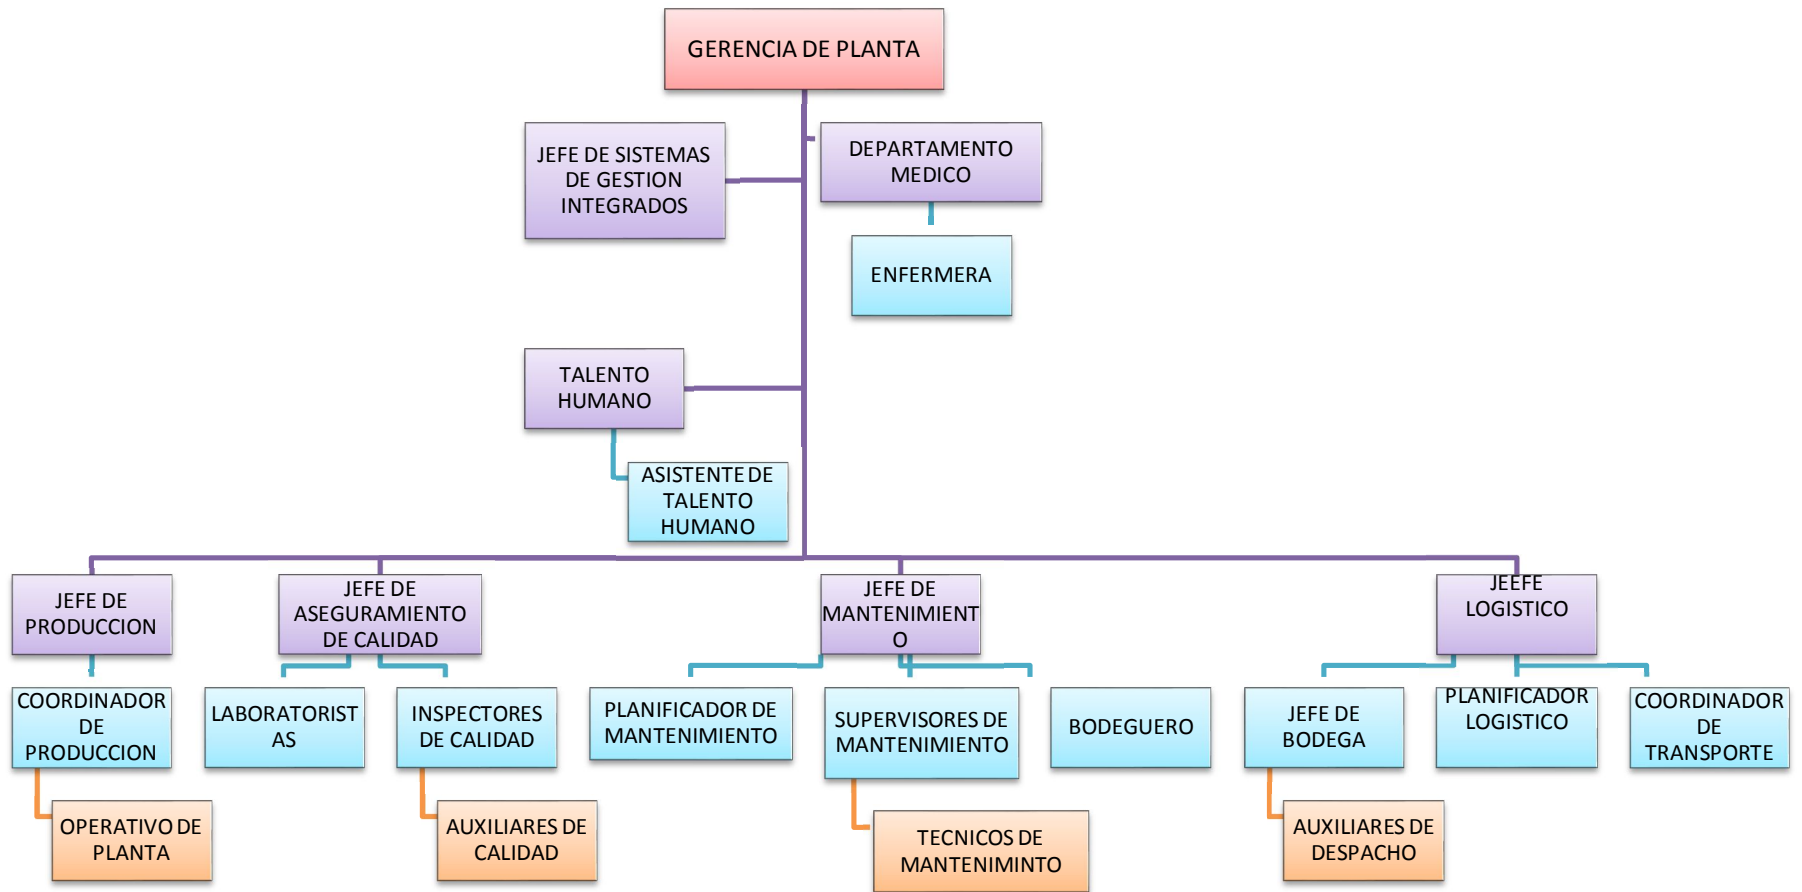 GERENCIA DE PLANTA
JEFE DE SISTEMAS
DE GESTION
INTEGRADOS
DEPARTAMENTO
MEDICO
ENFERMERA
TALENTO
HUMANO
ASISTENTE DE
TALENTO
HUMANO
JEFE DE
PRODUCCION
JEFE DE
ASEGURAMIENTO
DE CALIDAD
JEFE DE
MANTENIMIENT
O
JEEFE
LOGISTICO
COORDINADOR
DE
PRODUCCION
LABORATORIST
AS
INSPECTORES
DE CALIDAD
PLANIFICADOR DE
MANTENIMIENTO
SUPERVISORES DE
MANTENIMIENTO
BODEGUERO
JEFE DE
BODEGA
PLANIFICADOR
LOGISTICO
COORDINADOR
DE
TRANSPORTE
OPERATIVO DE
PLANTA
AUXILIARES DE
CALIDAD
TECNICOS DE
MANTENIMINTO
AUXILIARES DE
DESPACHO